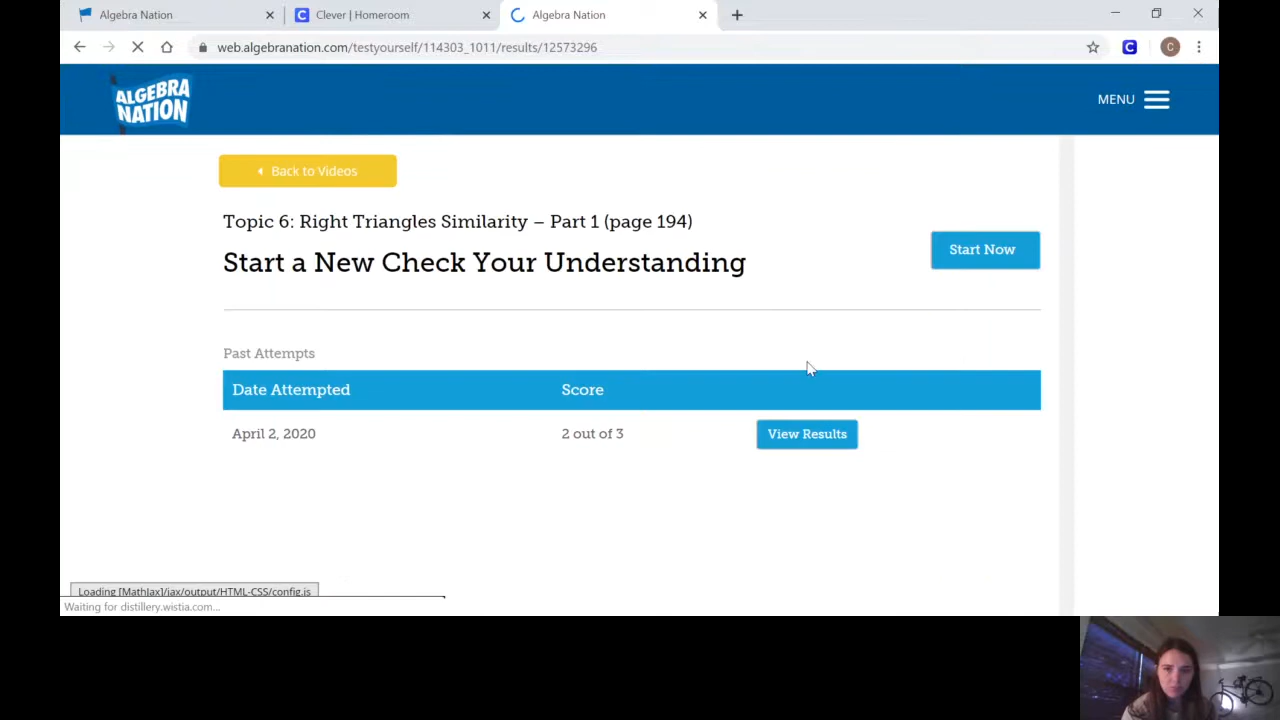 Algebra Nation
Clever | Homeroom
Algebra Nation
web.algebranation.com/testyourself/114303_1011/results/12573296
C
C
ALGEBRA
NATION
MENU
Back to Videos
Topic 6: Right Triangles Similarity – Part 1 (page 194)
Start a New Check Your Understanding
Start Now
Past Attempts
Date Attempted Score
April 2, 2020 2 out of 3 View Results
Loading [MathJax]/jax/output/HTML-CSS/config.js
Waiting for distillery.wistia.com...